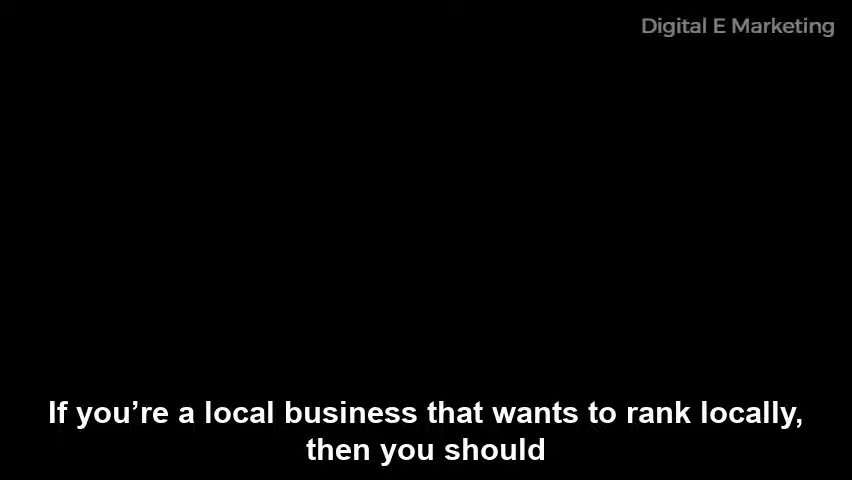 Digital E Marketing
If you’re a local business that wants to rank locally,
then you should